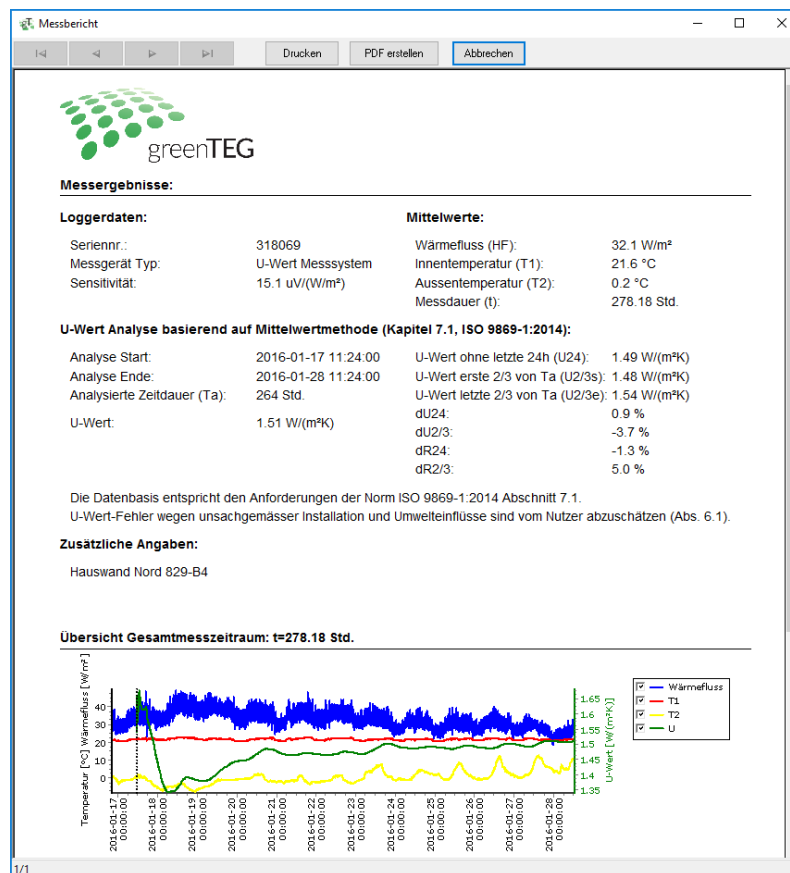 Messbericht
Drucken PDF erstellen Abbrechen
greenTEG
Messergebnisse:
Loggerdaten: Mittelwerte:
Seriennr.: 318069 Wärmefluss (HF): 32.1 W/m²
Messgerät Typ: U-Wert Messsystem Innentemperatur (T1): 21.6 °C
Sensitivität: 15.1 uV/(W/m²) Aussentemperatur (T2): 0.2 °C
Messdauer (t): 278.18 Std.
U-Wert Analyse basierend auf Mittelwertmethode (Kapitel 7.1, ISO 9869-1:2014):
Analyse Start: 2016-01-17 11:24:00 U-Wert ohne letzte 24h (U24): 1.49 W/(m²K)
Analyse Ende: 2016-01-28 11:24:00 U-Wert erste 2/3 von Ta (U2/3s): 1.48 W/(m²K)
Analysierte Zeitdauer (Ta): 264 Std. U-Wert letzte 2/3 von Ta (U2/3e): 1.54 W/(m²K)
U-Wert: 1.51 W/(m²K) dU24: 0.9 %
dU2/3: -3.7 %
dR24: -1.3 %
dR2/3: 5.0 %
Die Datenbasis entspricht den Anforderungen der Norm ISO 9869-1:2014 Abschnitt 7.1.
U-Wert-Fehler wegen unsachgemässer Installation und Umwelteinflüsse sind vom Nutzer abzuschätzen (Abs. 6.1).
Zusätzliche Angaben:
Hauswand Nord 829-B4
Übersicht Gesamtmesszeitraum: t=278.18 Std.
Temperatur [°C] Wärmefluss [W/m²]
40
30
20
10
0
1.65
1.6
1.55
1.5
1.45
1.4
1.35
U-Wert [W/(m²K)]
Wärmefluss
T1
T2
U
2016-01-17 00:00:00
2016-01-18 00:00:00
2016-01-19 00:00:00
2016-01-20 00:00:00
2016-01-21 00:00:00
2016-01-22 00:00:00
2016-01-23 00:00:00
2016-01-24 00:00:00
2016-01-25 00:00:00
2016-01-26 00:00:00
2016-01-27 00:00:00
2016-01-28 00:00:00
1/1